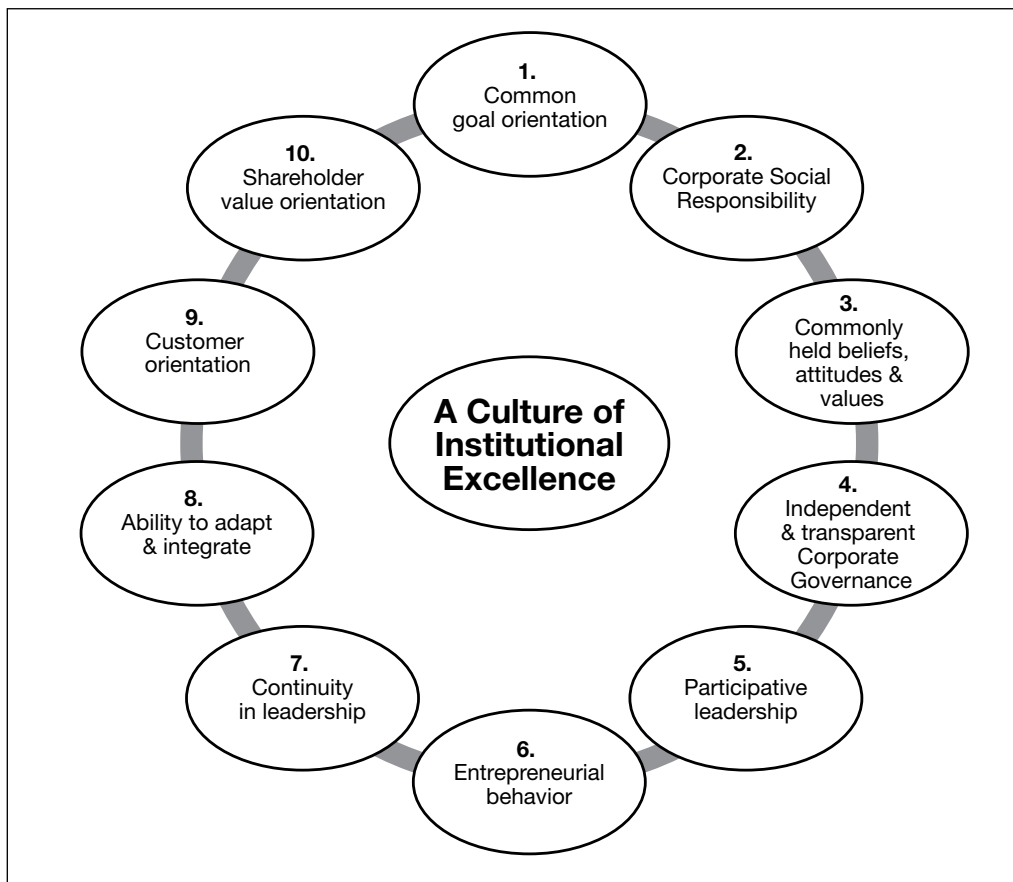 1.
Common
goal orientation
2.
Corporate Social
Responsibility
3.
Commonly
held beliefs,
attitudes &
values
4.
Independent
& transparent
Corporate
Governance
5.
Participative
leadership
6.
Entrepreneurial
behavior
7.
Continuity
in leadership
8.
Ability to adapt
& integrate
9.
Customer
orientation
10.
Shareholder
value orientation
A Culture of
Institutional
Excellence